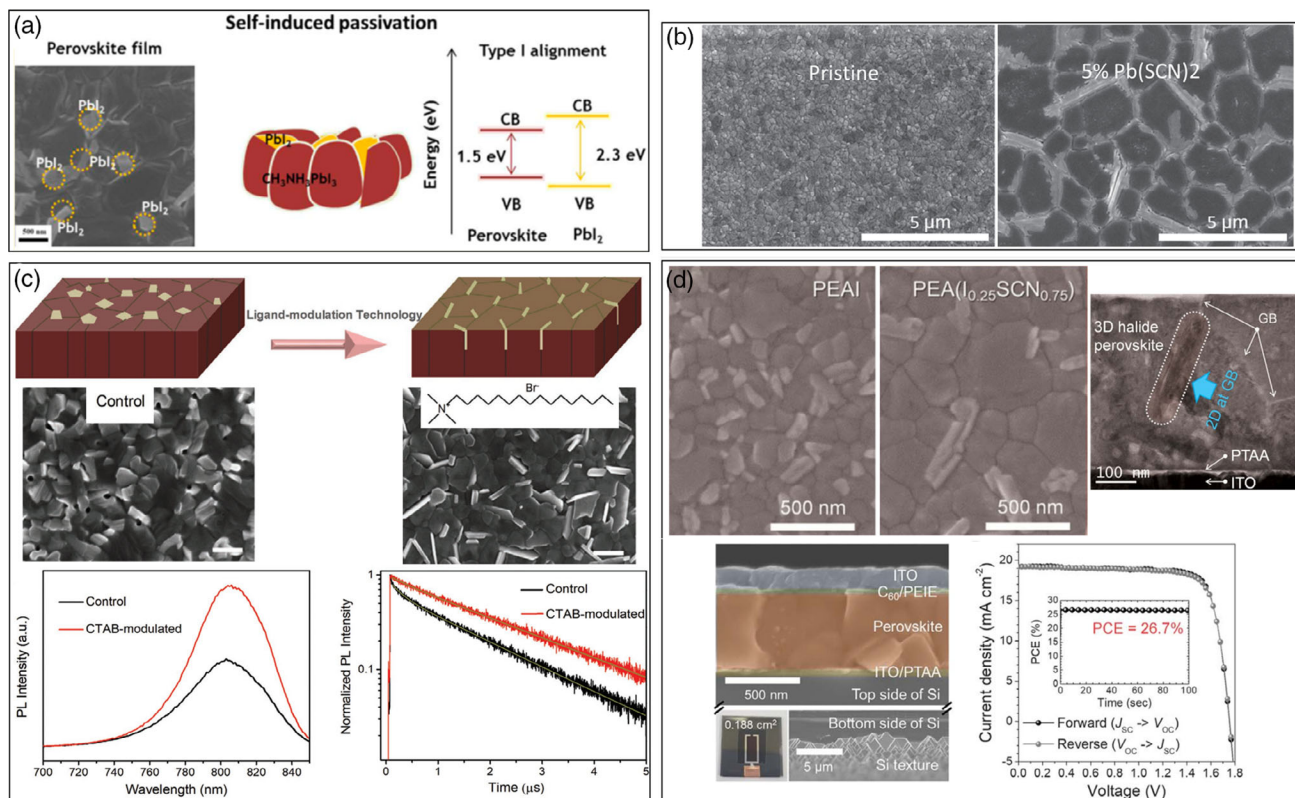 (a)
Self-induced passivation
Perovskite film
PbI2
PbI2
PbI2
PbI2
PbI2
PbI2
500 nm
PbI2
CH3NH3PbI3
Energy (eV)
Type I alignment
CB
CB
1.5 eV
2.3 eV
VB
VB
Perovskite
PbI2
(b)
Pristine
5 µm
5% Pb(SCN)2
5 µm
(c)
Ligand-modulation Technology
Control
Br-
N+
PL Intensity (a.u.)
Control
CTAB-modulated
700 720 740 760 780 800 820 840
Wavelength (nm)
Normalized PL Intensity
1
0.1
Control
CTAB-modulated
0 1 2 3 4 5
Time (µs)
(d)
PEAI
500 nm
PEA(I0.25SCN0.75)
500 nm
GB
3D halide
perovskite
2D at GB
PTAA
100 nm
ITO
ITO
C60/PEIE
Perovskite
ITO/PTAA
500 nm
Top side of Si
0.188 cm2
Bottom side of Si
5 µm
Si texture
Current density (mA cm-2)
20
15
10
5
0
-5
PCE (%)
30
25
20
15
10
5
0
PCE = 26.7%
0 20 40 60 80 100
Time (sec)
Forward (JSC -> VOC)
Reverse (VOC -> JSC)
0.0 0.2 0.4 0.6 0.8 1.0 1.2 1.4 1.6 1.8
Voltage (V)